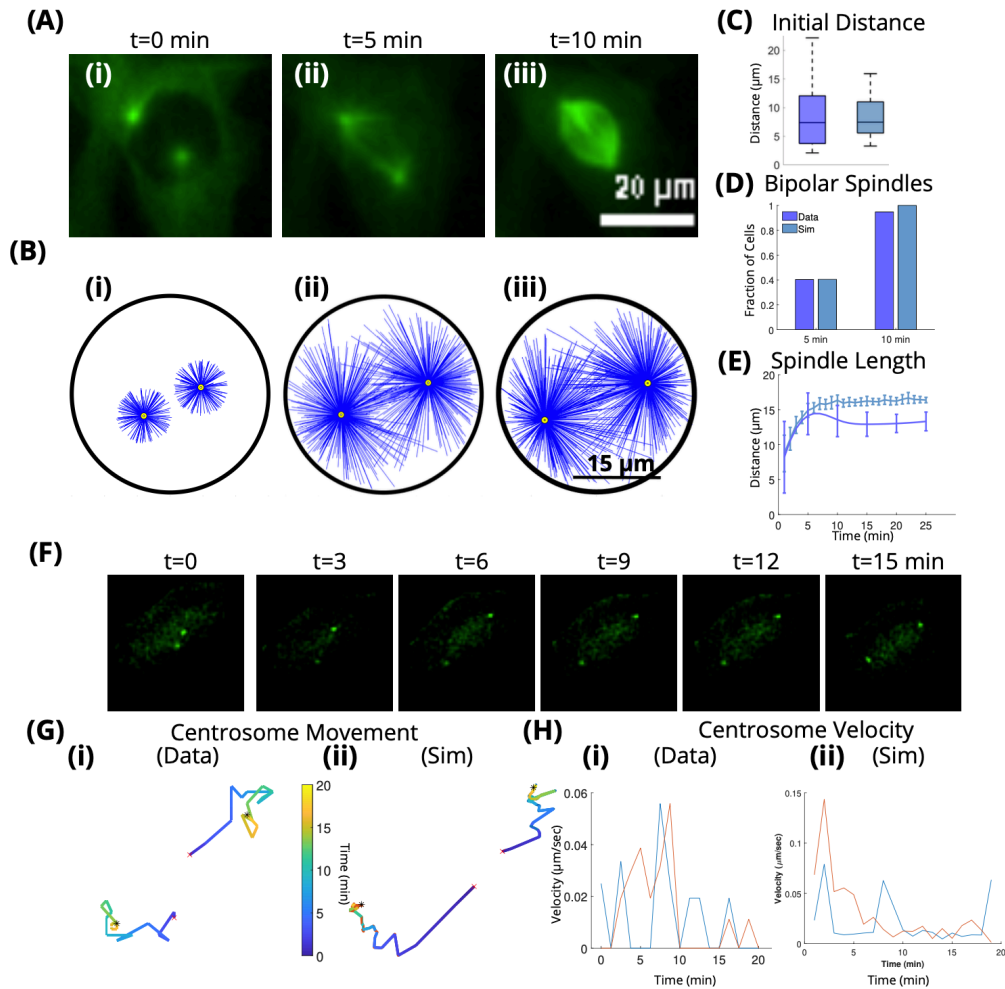 (A)
t=0 min
t=5 min
t=10 min
(i)
(ii)
(iii)
20 µm
(B)
(i)
(ii)
(iii)
15 µm
(C)
Initial Distance
Distance (µm)
20
15
10
5
0
(D)
Bipolar Spindles
Fraction of Cells
1
0.8
0.6
0.4
0.2
0
Data
Sim
5 min
10 min
(E)
Spindle Length
Distance (µm)
20
15
10
5
0
0
5
10
15
20
25
Time (min)
(F)
t=0
t=3
t=6
t=9
t=12
t=15 min
(G)
Centrosome Movement
(i)
(Data)
(ii)
(Sim)
20
15
10
5
0
Time (min)
(H)
Centrosome Velocity
(i)
(Data)
(ii)
(Sim)
Velocity (µm/sec)
0.06
0.04
0.02
0
0
5
10
15
20
Time (min)
Velocity (µm/sec)
0.15
0.1
0.05
0
0
5
10
15
20
Time (min)
Time (min)